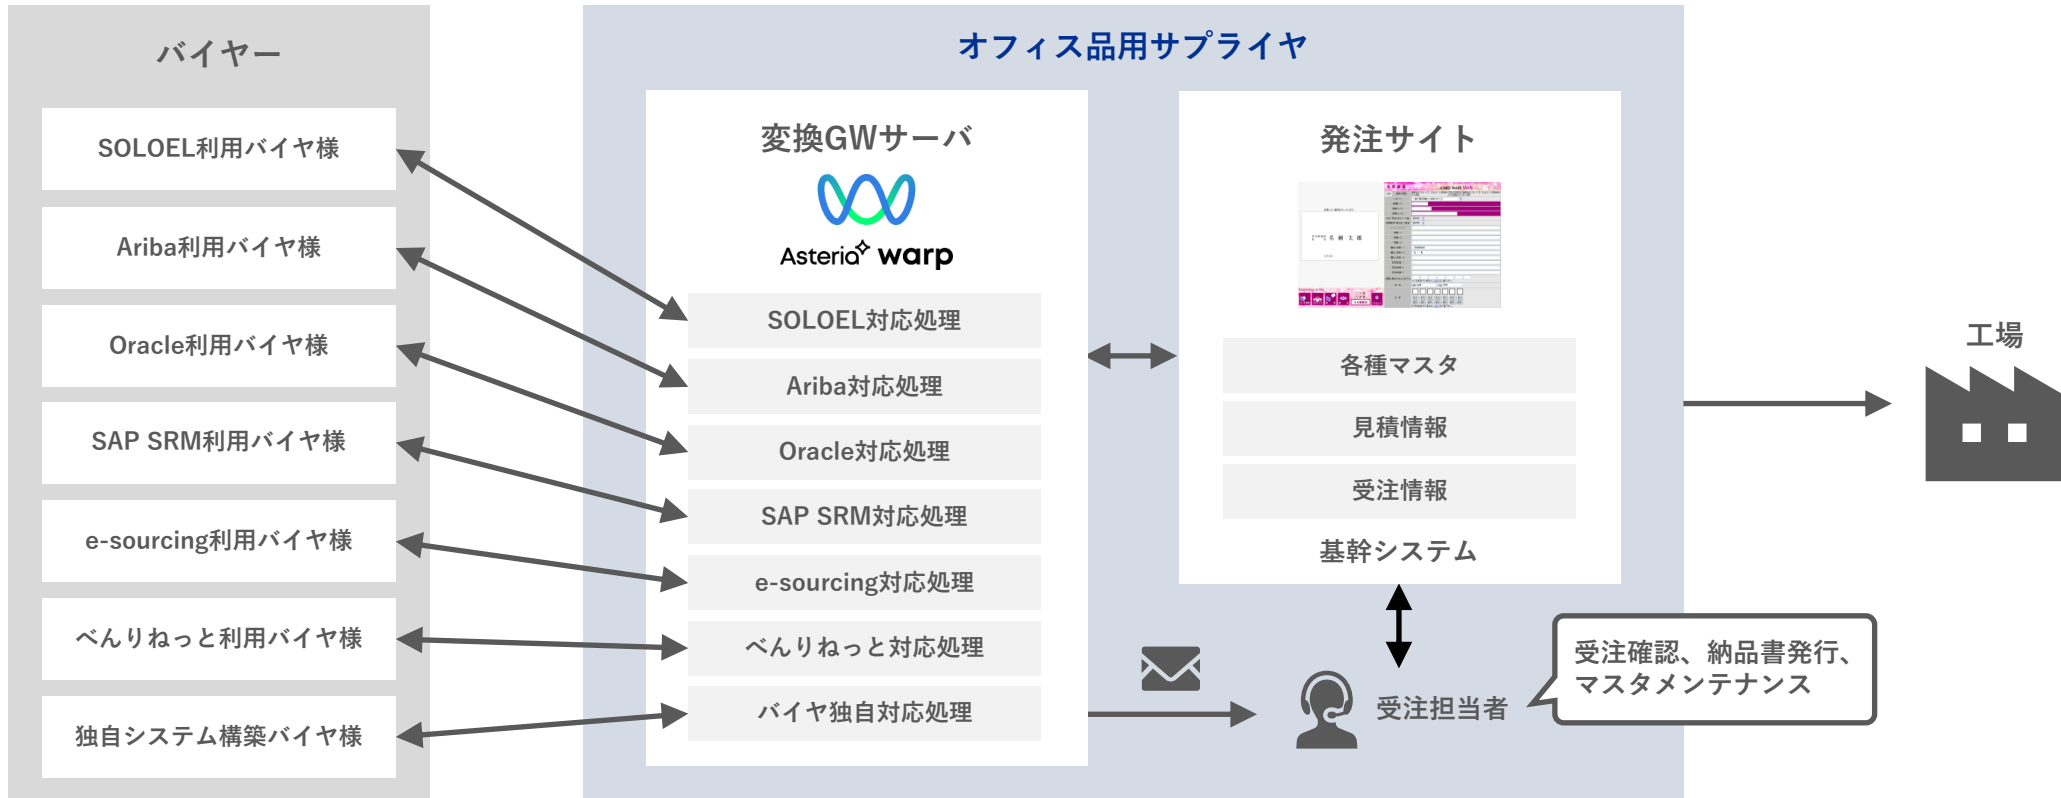 バイヤー
SOLOEL利用バイヤ様
Ariba利用バイヤ様
Oracle利用バイヤ様
SAP SRM利用バイヤ様
e-sourcing利用バイヤ様
べんりねっと利用バイヤ様
独自システム構築バイヤ様
オフィス品用サプライヤ
変換GWサーバ
Asteria warp
SOLOEL対応処理
Ariba対応処理
Oracle対応処理
SAP SRM対応処理
e-sourcing対応処理
べんりねっと対応処理
バイヤ独自対応処理
発注サイト
名刺 太郎
各種マスタ
見積情報
受注情報
基幹システム
受注担当者
受注確認、納品書発行、
マスタメンテナンス
工場